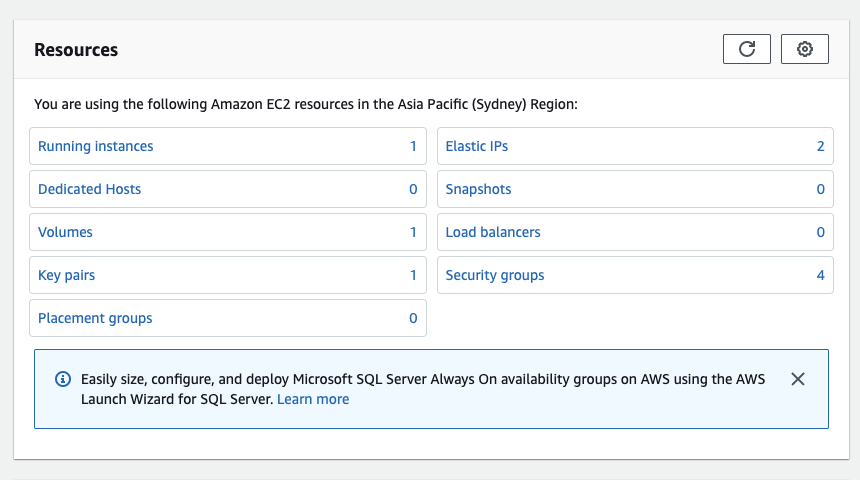 Resources
You are using the following Amazon EC2 resources in the Asia Pacific (Sydney) Region:
Running instances 1
Elastic IPs 2
Dedicated Hosts 0
Snapshots 0
Volumes 1
Load balancers 0
Key pairs 1
Security groups 4
Placement groups 0
Easily size, configure, and deploy Microsoft SQL Server Always On availability groups on AWS using the AWS
Launch Wizard for SQL Server. Learn more